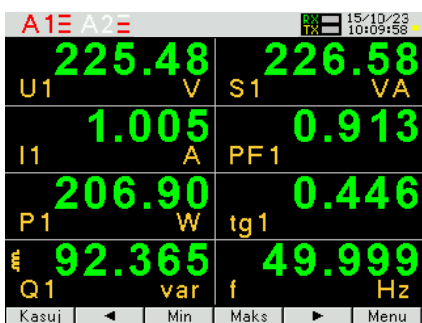 A1 A2 RX TX 15/10/23 10:09:58
225.48 226.58
U1 V S1 VA
1.005 0.913
I1 A PF1
206.90 0.446
P1 W tg1
92.365 49.999
Q1 var f Hz
Kasuj ◄ Min Maks ► Menu